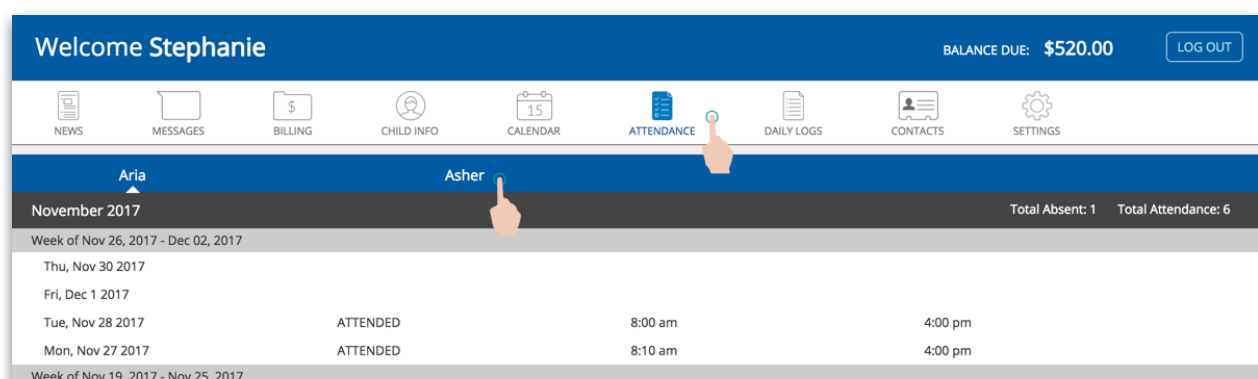 Welcome Stephanie BALANCE DUE: $520.00 LOG OUT
$ 15
NEWS MESSAGES BILLING CHILD INFO CALENDAR ATTENDANCE DAILY LOGS CONTACTS SETTINGS
Aria Asher
November 2017 Total Absent: 1 Total Attendance: 6
Week of Nov 26, 2017 - Dec 02, 2017
Thu, Nov 30 2017
Fri, Dec 1 2017
Tue, Nov 28 2017 ATTENDED 8:00 am 4:00 pm
Mon, Nov 27 2017 ATTENDED 8:10 am 4:00 pm
Week of Nov 19, 2017 - Nov 25, 2017